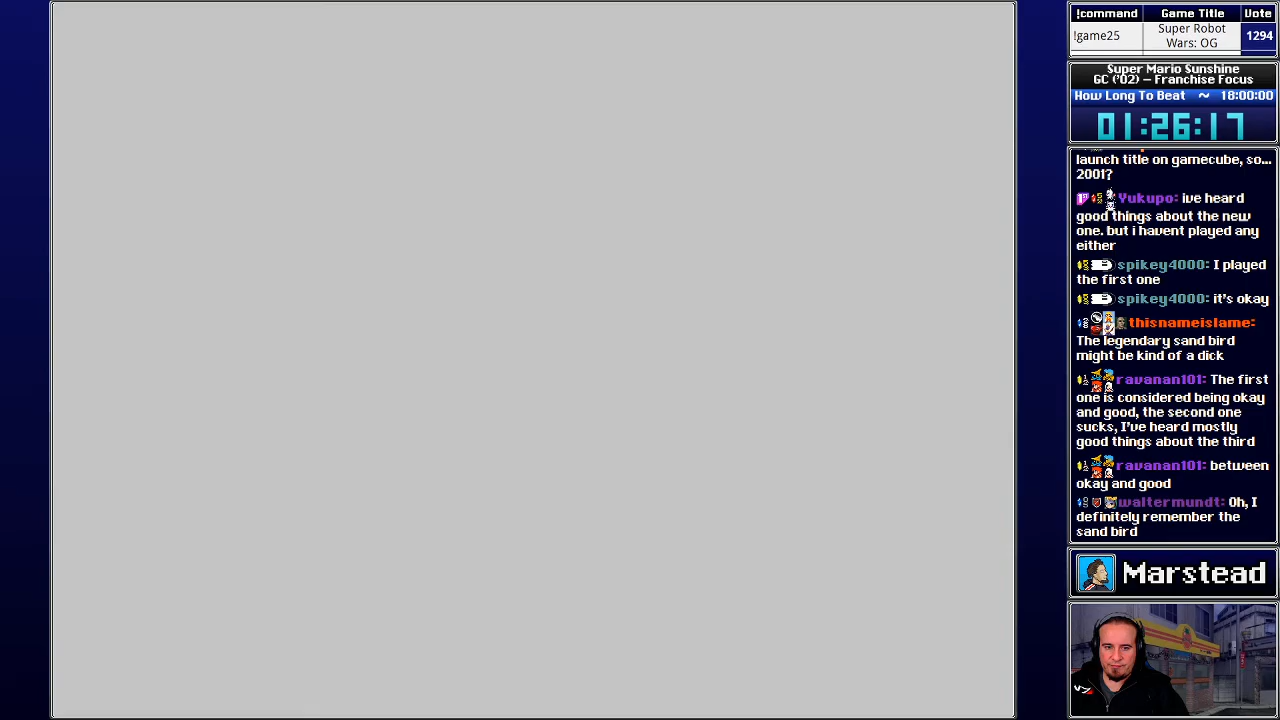 !command Game Title Vote
!game25 Super Robot Wars: OG 1294
Super Mario Sunshine
GC ('02) – Franchise Focus
How Long To Beat ~ 18:00:00
01:26:17
launch title on gamecube, so...
2001?
Yukupo: ive heard
good things about the new
one. but i havent played any
either
spikey4000: I played
the first one
spikey4000: it's okay
thisnameislame:
The legendary sand bird
might be kind of a dick
ravanan101: The first
one is considered being okay
and good, the second one
sucks, I've heard mostly
good things about the third
ravanan101: between
okay and good
waltermundt: Oh, I
definitely remember the
sand bird
Marstead